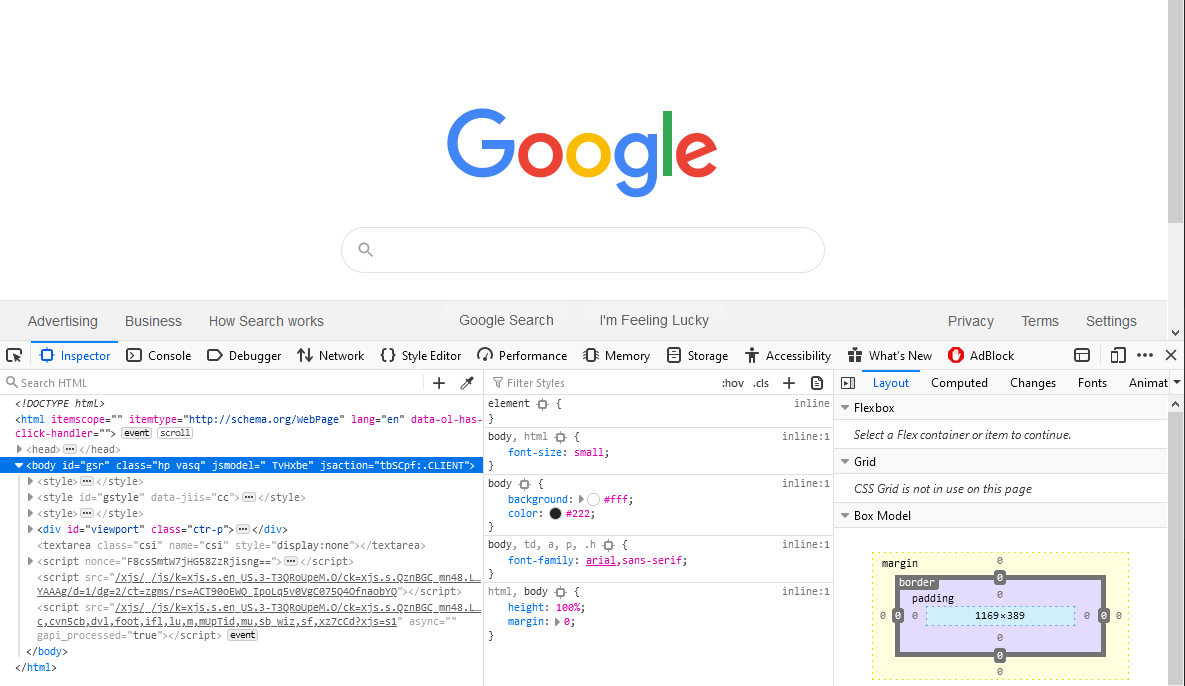 Google
Advertising Business How Search works Google Search I'm Feeling Lucky Privacy Terms Settings
Inspector Console Debugger Network Style Editor Performance Memory Storage Accessibility What's New AdBlock
Search HTML
<!DOCTYPE html>
<html itemscope="" itemtype="http://schema.org/WebPage" lang="en" data-ol-has-
click-handler=""> event scroll
<head> ••• </head>
<body id="gsr" class="hp vasq" jsmodel=" TvHxbe" jsaction="tbSCpf:.CLIENT">
<style> ••• </style>
<style id="gstyle" data-jiis="cc"> ••• </style>
<style> ••• </style>
<div id="viewport" class="ctr-p"> ••• </div>
<textarea class="csi" name="csi" style="display:none"></textarea>
<script nonce="F8csSmtW7jHG58ZzRjisng=="> ••• </script>
<script src="/xjs/_/js/k=xjs.s.en_US.3-T3QRoUpeM.O/ck=xjs.s.QznBGC_mn48.L…
YAAAg/d=1/dg=2/ct=zgms/rs=ACT90oEWQ_IpoLq5v0VgC075Q4OfnaobYQ"></script>
<script src="/xjs/_/js/k=xjs.s.en_US.3-T3QRoUpeM.O/ck=xjs.s.QznBGC_mn48.L…
c,cvn5cb,dvl,foot,ifl,lu,m,mUpTid,mu,sb_wiz,sf,xz7cCd?xjs=s1" async=""
gapi_processed="true"></script> event
</body>
</html>
Filter Styles :hov .cls
element { inline
}
body, html { inline:1
font-size: small;
}
body { inline:1
background: #fff;
color: #222;
}
body, td, a, p, .h { inline:1
font-family: arial,sans-serif;
}
html, body { inline:1
height: 100%;
margin: 0;
}
Layout Computed Changes Fonts Animat
Flexbox
Select a Flex container or item to continue.
Grid
CSS Grid is not in use on this page
Box Model
margin 0
border 0
padding 0
0 0 0 1169×389 0 0 0
0
0
0